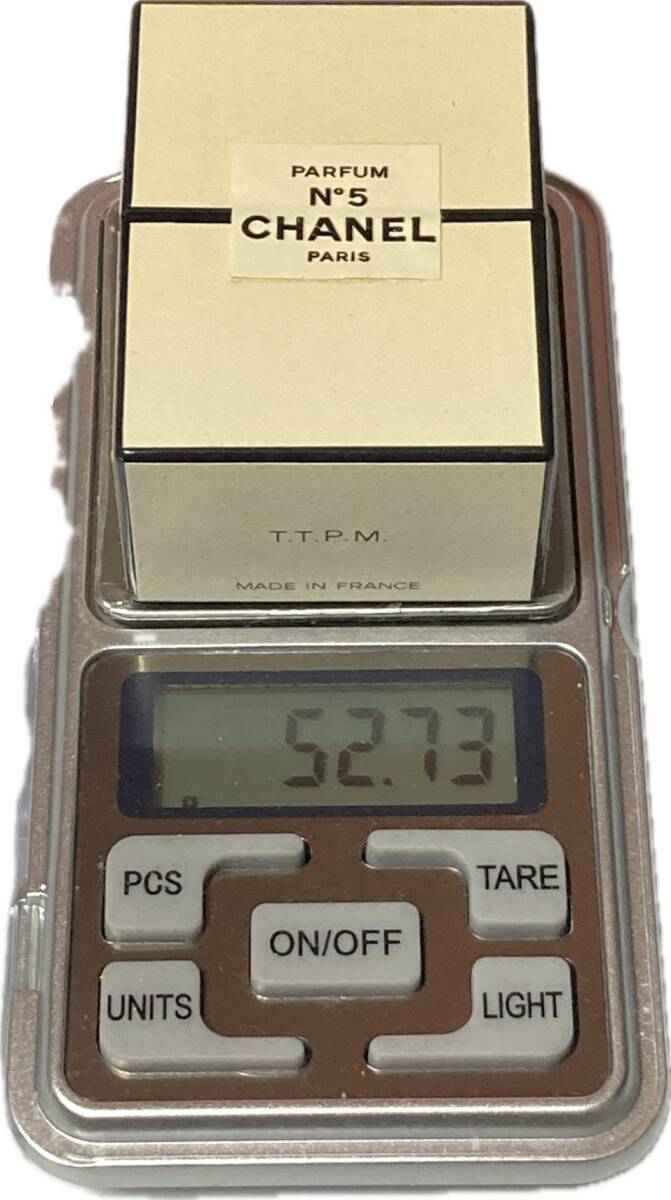 PARFUM
N°5
CHANEL
PARIS
T.T.P.M.
MADE IN FRANCE
52.73
PCS
TARE
ON/OFF
UNITS
LIGHT